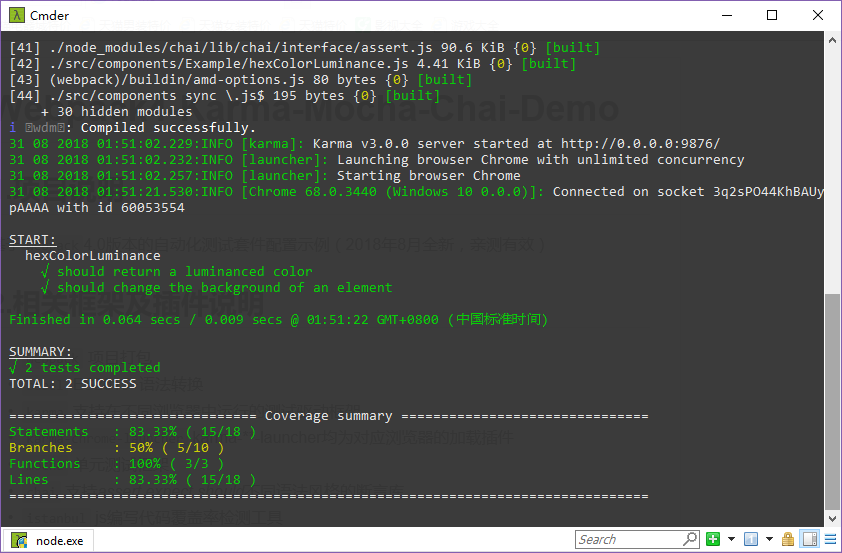 Cmder
[41] ./node_modules/chai/lib/chai/interface/assert.js 90.6 KiB {0} [built]
[42] ./src/components/Example/hexColorLuminance.js 4.41 KiB {0} [built]
[43] (webpack)/buildin/amd-options.js 80 bytes {0} [built]
[44] ./src/components sync \.js$ 195 bytes {0} [built]
+ 30 hidden modules
i wdm: Compiled successfully.
31 08 2018 01:51:02.229:INFO [karma]: Karma v3.0.0 server started at http://0.0.0.0:9876/
31 08 2018 01:51:02.232:INFO [launcher]: Launching browser Chrome with unlimited concurrency
31 08 2018 01:51:02.257:INFO [launcher]: Starting browser Chrome
31 08 2018 01:51:21.530:INFO [Chrome 68.0.3440 (Windows 10 0.0.0)]: Connected on socket 3q2sPO44KhBAUy
pAAAA with id 60053554
START:
hexColorLuminance
√ should return a luminanced color
√ should change the background of an element
Finished in 0.064 secs / 0.009 secs @ 01:51:22 GMT+0800 (中国标准时间)
SUMMARY:
√ 2 tests completed
TOTAL: 2 SUCCESS
=============================== Coverage summary ===============================
Statements   : 83.33% ( 15/18 )
Branches     : 50% ( 5/10 )
Functions    : 100% ( 3/3 )
Lines        : 83.33% ( 15/18 )
================================================================================
node.exe
Search